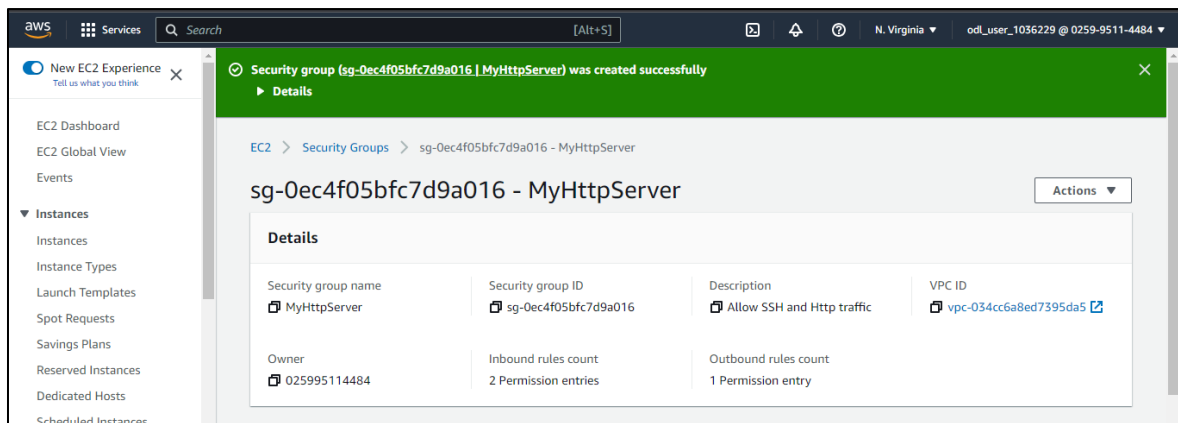 aws Services Search [Alt+S] N. Virginia ▼ odl_user_1036229 @ 0259-9511-4484 ▼
New EC2 Experience
Tell us what you think
EC2 Dashboard
EC2 Global View
Events
▼ Instances
Instances
Instance Types
Launch Templates
Spot Requests
Savings Plans
Reserved Instances
Dedicated Hosts
Scheduled Instances
Security group (sg-0ec4f05bfc7d9a016 | MyHttpServer) was created successfully
▶ Details
EC2 > Security Groups > sg-0ec4f05bfc7d9a016 - MyHttpServer
sg-0ec4f05bfc7d9a016 - MyHttpServer
Actions ▼
Details
Security group name
MyHttpServer
Security group ID
sg-0ec4f05bfc7d9a016
Description
Allow SSH and Http traffic
VPC ID
vpc-034cc6a8ed7395da5
Owner
025995114484
Inbound rules count
2 Permission entries
Outbound rules count
1 Permission entry